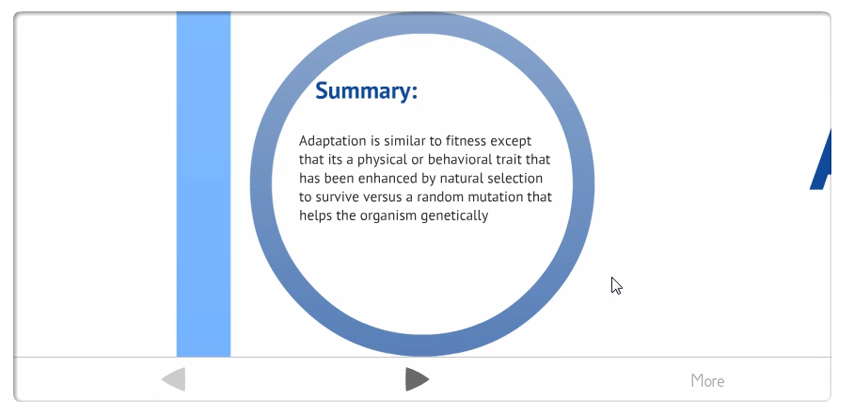 Summary:
Adaptation is similar to fitness except
that its a physical or behavioral trait that
has been enhanced by natural selection
to survive versus a random mutation that
helps the organism genetically
More